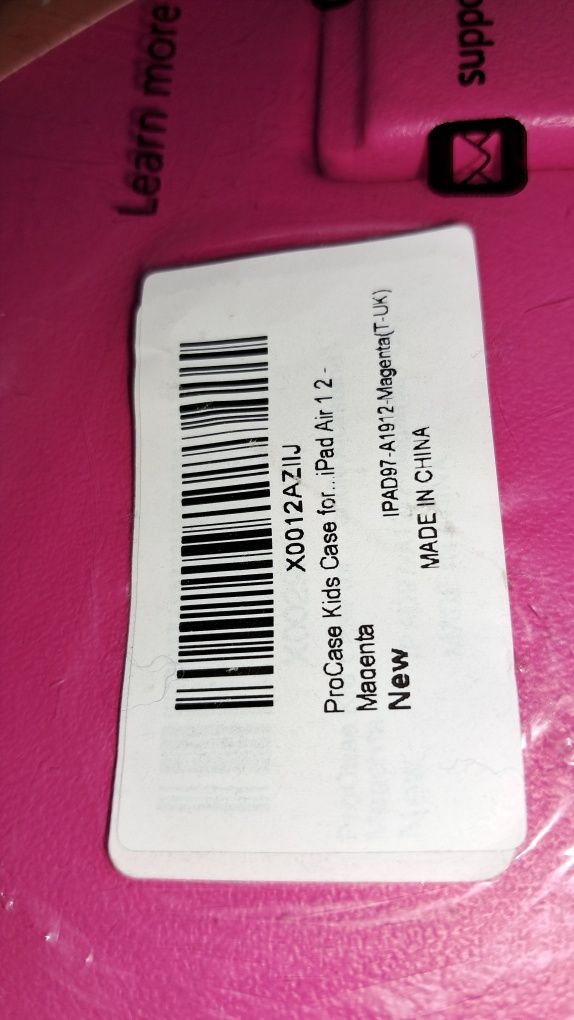 Learn more
suppo
X0012AZIIJ
ProCase Kids Case for...iPad Air 1 2 -
Madenta
New
IPAD97-A1912-Magenta(T-UK)
MADE IN CHINA